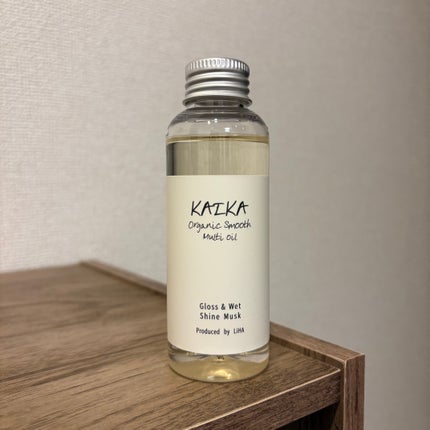 KAIKA
Organic Smooth
Multi Oil
Gloss & Wet
Shine Musk
Produced by LiHA